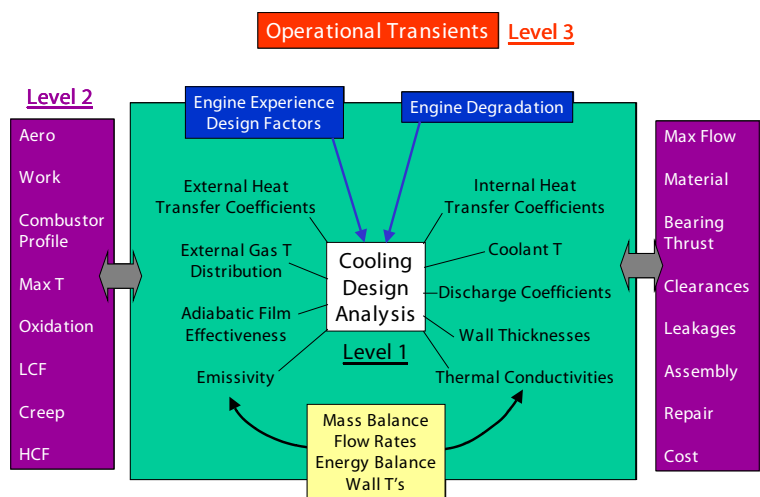 Operational Transients
Level 3
Level 2
Aero
Work
Combustor
Profile
Max T
Oxidation
LCF
Creep
HCF
Engine Experience
Design Factors
Engine Degradation
External Heat
Transfer Coefficients
External Gas T
Distribution
Adiabatic Film
Effectiveness
Emissivity
Cooling
Design
Analysis
Level 1
Internal Heat
Transfer Coefficients
Coolant T
Discharge Coefficients
Wall Thicknesses
Thermal Conductivities
Mass Balance
Flow Rates
Energy Balance
Wall T's
Max Flow
Material
Bearing
Thrust
Clearances
Leakages
Assembly
Repair
Cost